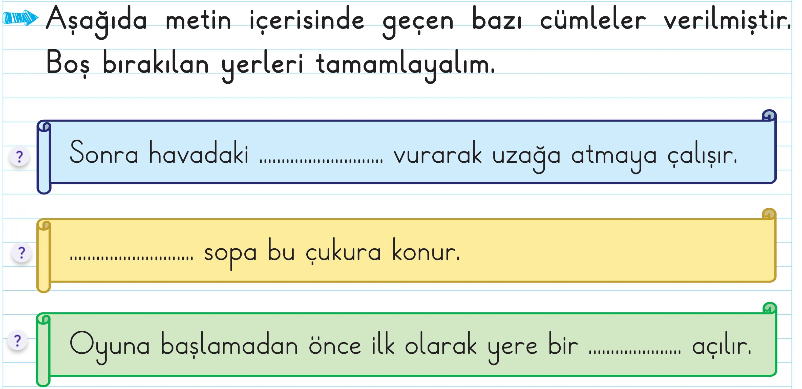 Aşağıda metin içerisinde geçen bazı cümleler verilmiştir.
Boş bırakılan yerleri tamamlayalım.
? Sonra havadaki ............................ vurarak uzağa atmaya çalışır.
? ............................ sopa bu çukura konur.
? Oyuna başlamadan önce ilk olarak yere bir ..................... açılır.